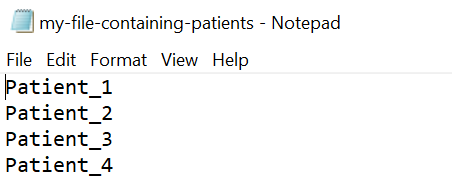 my-file-containing-patients - Notepad
File Edit Format View Help
Patient_1
Patient_2
Patient_3
Patient_4